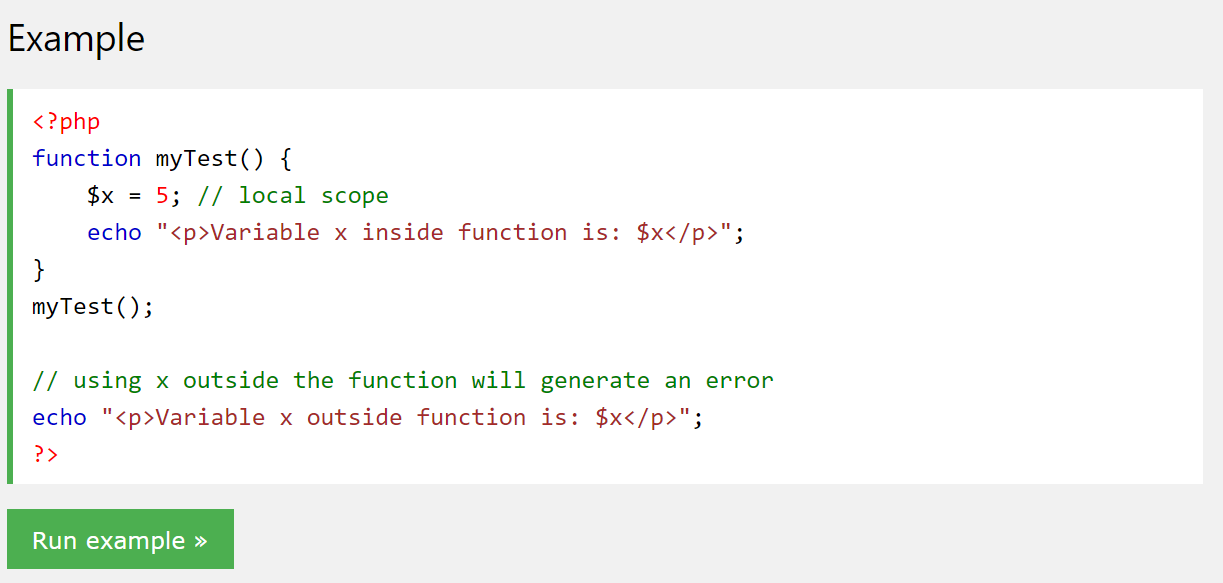 Example
<?php
function myTest() {
    $x = 5; // local scope
    echo "<p>Variable x inside function is: $x</p>";
}
myTest();

// using x outside the function will generate an error
echo "<p>Variable x outside function is: $x</p>";
?>
Run example »